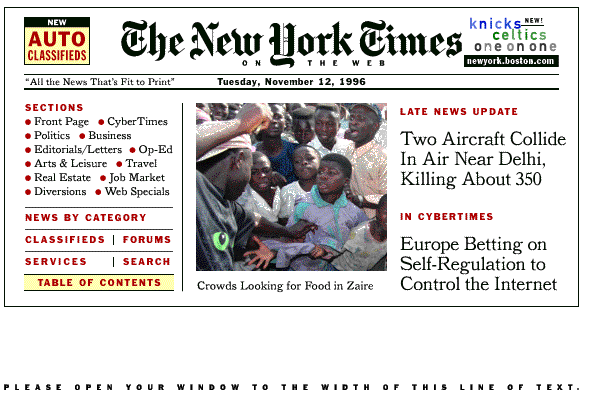 NEW
AUTO
CLASSIFIEDS
The New York Times
ON THE WEB
knicks NEW!
celtics
one on one
newyork.boston.com
"All the News That's Fit to Print"
Tuesday, November 12, 1996
SECTIONS
Front Page CyberTimes
Politics Business
Editorials/Letters Op-Ed
Arts & Leisure Travel
Real Estate Job Market
Diversions Web Specials
NEWS BY CATEGORY
CLASSIFIEDS | FORUMS
SERVICES | SEARCH
TABLE OF CONTENTS
Crowds Looking for Food in Zaire
LATE NEWS UPDATE
Two Aircraft Collide
In Air Near Delhi,
Killing About 350
IN CYBERTIMES
Europe Betting on
Self-Regulation to
Control the Internet
PLEASE OPEN YOUR WINDOW TO THE WIDTH OF THIS LINE OF TEXT.